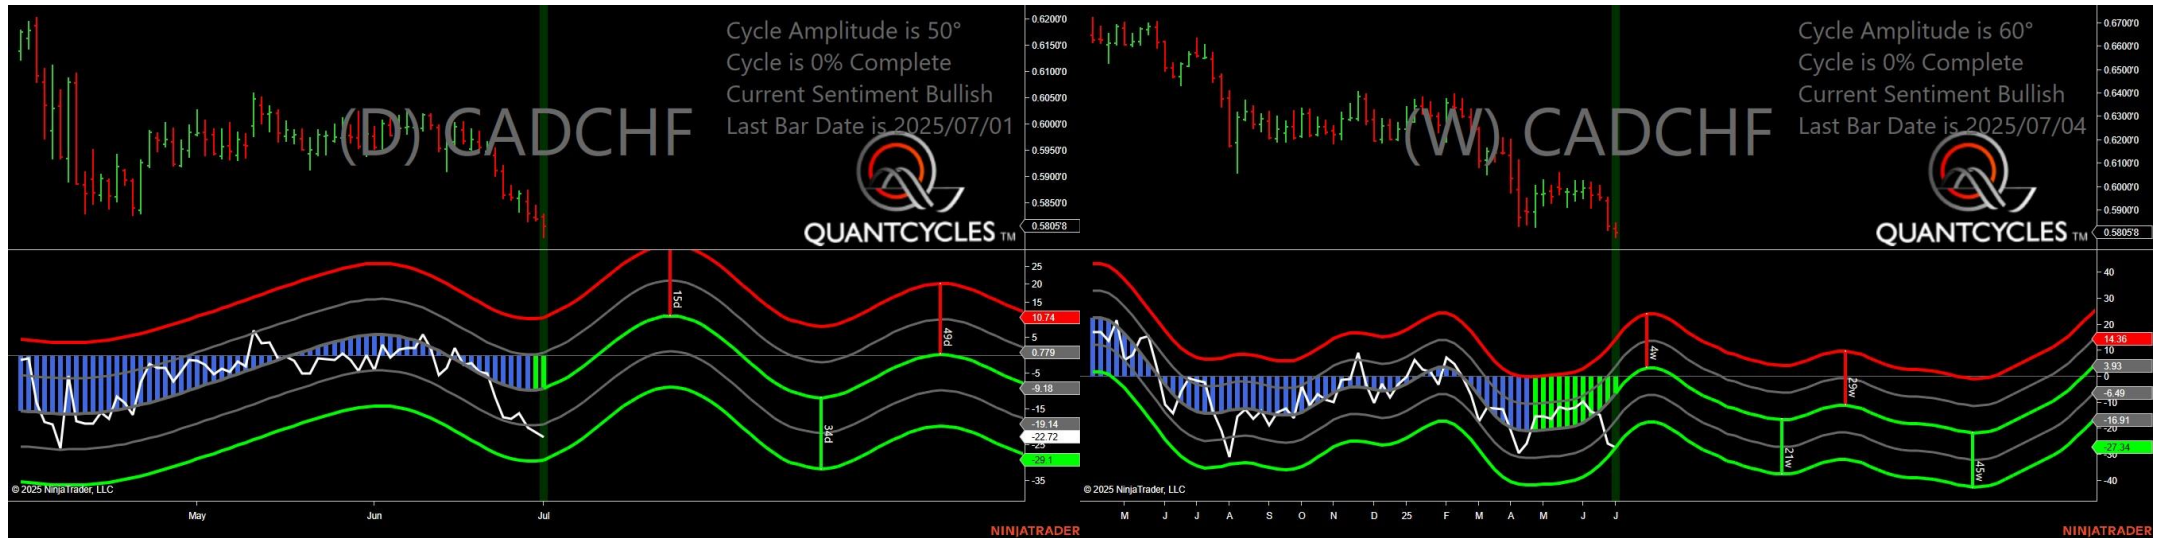 Cycle Amplitude is 50°
Cycle is 0% Complete
Current Sentiment Bullish
Last Bar Date is 2025/07/01
(D) CADCHF
QUANTCYCLES TM
0.6200'0
0.6150'0
0.6100'0
0.6050'0
0.6000'0
0.5950'0
0.5900'0
0.5850'0
0.5805'8
25
20
15
10.74
5
0.779
-5
-9.18
-15
-19.14
-22.72
-25
-29.1
-35
15d
34d
49d
© 2025 NinjaTrader, LLC
May
Jun
Jul
NINJATRADER
Cycle Amplitude is 60°
Cycle is 0% Complete
Current Sentiment Bullish
Last Bar Date is 2025/07/04
(W) CADCHF
QUANTCYCLES TM
0.6700'0
0.6600'0
0.6500'0
0.6400'0
0.6300'0
0.6200'0
0.6100'0
0.6000'0
0.5900'0
0.5805'8
40
30
20
14.36
10
3.93
0
-6.49
-10
-16.91
-27.34
-30
-40
4w
21w
29w
45w
© 2025 NinjaTrader, LLC
M
J
J
A
S
O
N
D
25
F
M
A
M
J
J
NINJATRADER